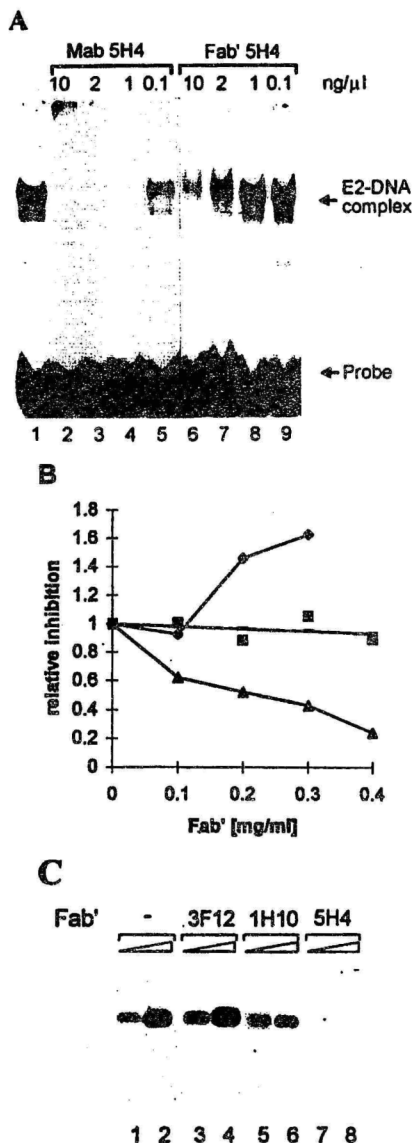 A
Mab 5H4 Fab' 5H4
10 2 1 0.1 10 2 1 0.1 ng/µl
E2-DNA
complex
Probe
1 2 3 4 5 6 7 8 9
B
1.8
1.6
1.4
1.2
1
0.8
0.6
0.4
0.2
0
relative inhibition
0 0.1 0.2 0.3 0.4
Fab' [mg/ml]
C
Fab' - 3F12 1H10 5H4
1 2 3 4 5 6 7 8